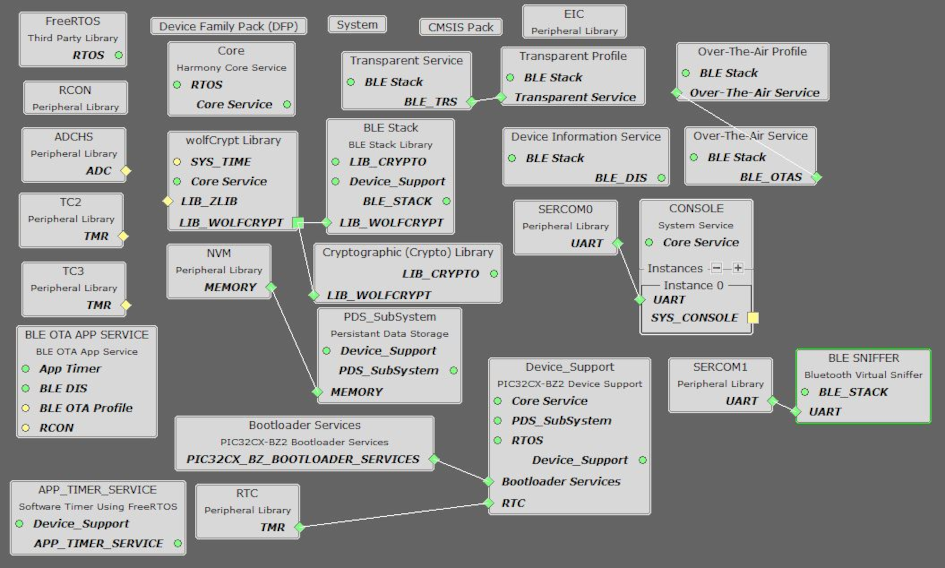 FreeRTOS
Third Party Library
RTOS
Device Family Pack (DFP)
System
CMSIS Pack
EIC
Peripheral Library
RCON
Peripheral Library
Core
Harmony Core Service
RTOS
Core Service
Transparent Service
BLE Stack
BLE_TRS
Transparent Profile
BLE Stack
Transparent Service
Over-The-Air Profile
BLE Stack
Over-The-Air Service
ADCHS
Peripheral Library
ADC
wolfCrypt Library
SYS_TIME
Core Service
LIB_ZLIB
LIB_WOLFCRYPT
BLE Stack
BLE Stack Library
LIB_CRYPTO
Device_Support
BLE_STACK
LIB_WOLFCRYPT
Device Information Service
BLE Stack
BLE_DIS
Over-The-Air Service
BLE Stack
BLE_OTAS
TC2
Peripheral Library
TMR
SERCOM0
Peripheral Library
UART
CONSOLE
System Service
Core Service
Instances
Instance 0
UART
SYS_CONSOLE
NVM
Peripheral Library
MEMORY
Cryptographic (Crypto) Library
LIB_CRYPTO
LIB_WOLFCRYPT
TC3
Peripheral Library
TMR
PDS_SubSystem
Persistant Data Storage
Device_Support
PDS_SubSystem
MEMORY
BLE OTA APP SERVICE
BLE OTA App Service
App Timer
BLE DIS
BLE OTA Profile
RCON
Device_Support
PIC32CX-BZ2 Device Support
Core Service
PDS_SubSystem
RTOS
Device_Support
Bootloader Services
RTC
SERCOM1
Peripheral Library
UART
BLE SNIFFER
Bluetooth Virtual Sniffer
BLE_STACK
UART
Bootloader Services
PIC32CX-BZ2 Bootloader Services
PIC32CX_BZ_BOOTLOADER_SERVICES
APP_TIMER_SERVICE
Software Timer Using FreeRTOS
Device_Support
APP_TIMER_SERVICE
RTC
Peripheral Library
TMR